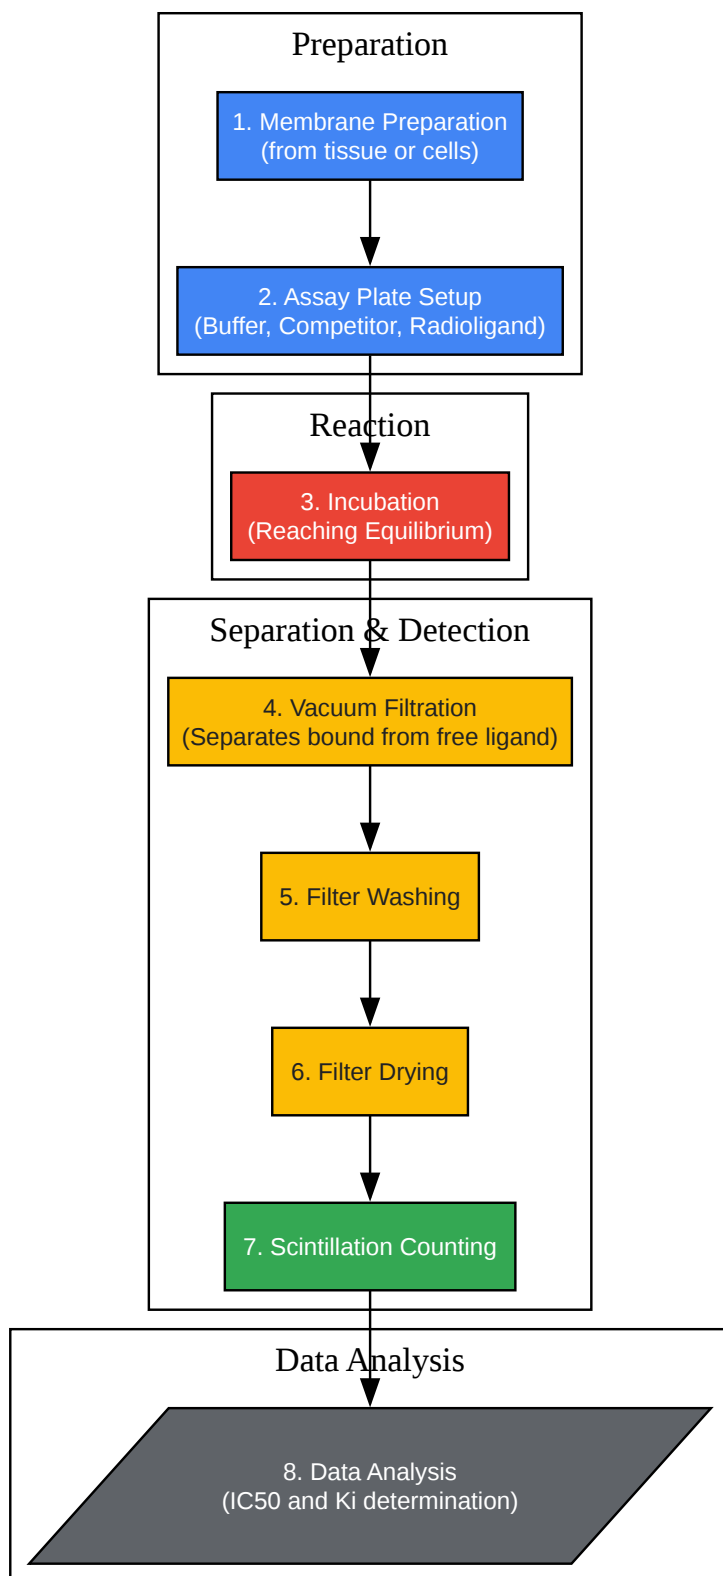 Preparation
1. Membrane Preparation
(from tissue or cells)
2. Assay Plate Setup
(Buffer, Competitor, Radioligand)
Reaction
3. Incubation
(Reaching Equilibrium)
Separation & Detection
4. Vacuum Filtration
(Separates bound from free ligand)
5. Filter Washing
6. Filter Drying
7. Scintillation Counting
Data Analysis
8. Data Analysis
(IC50 and Ki determination)